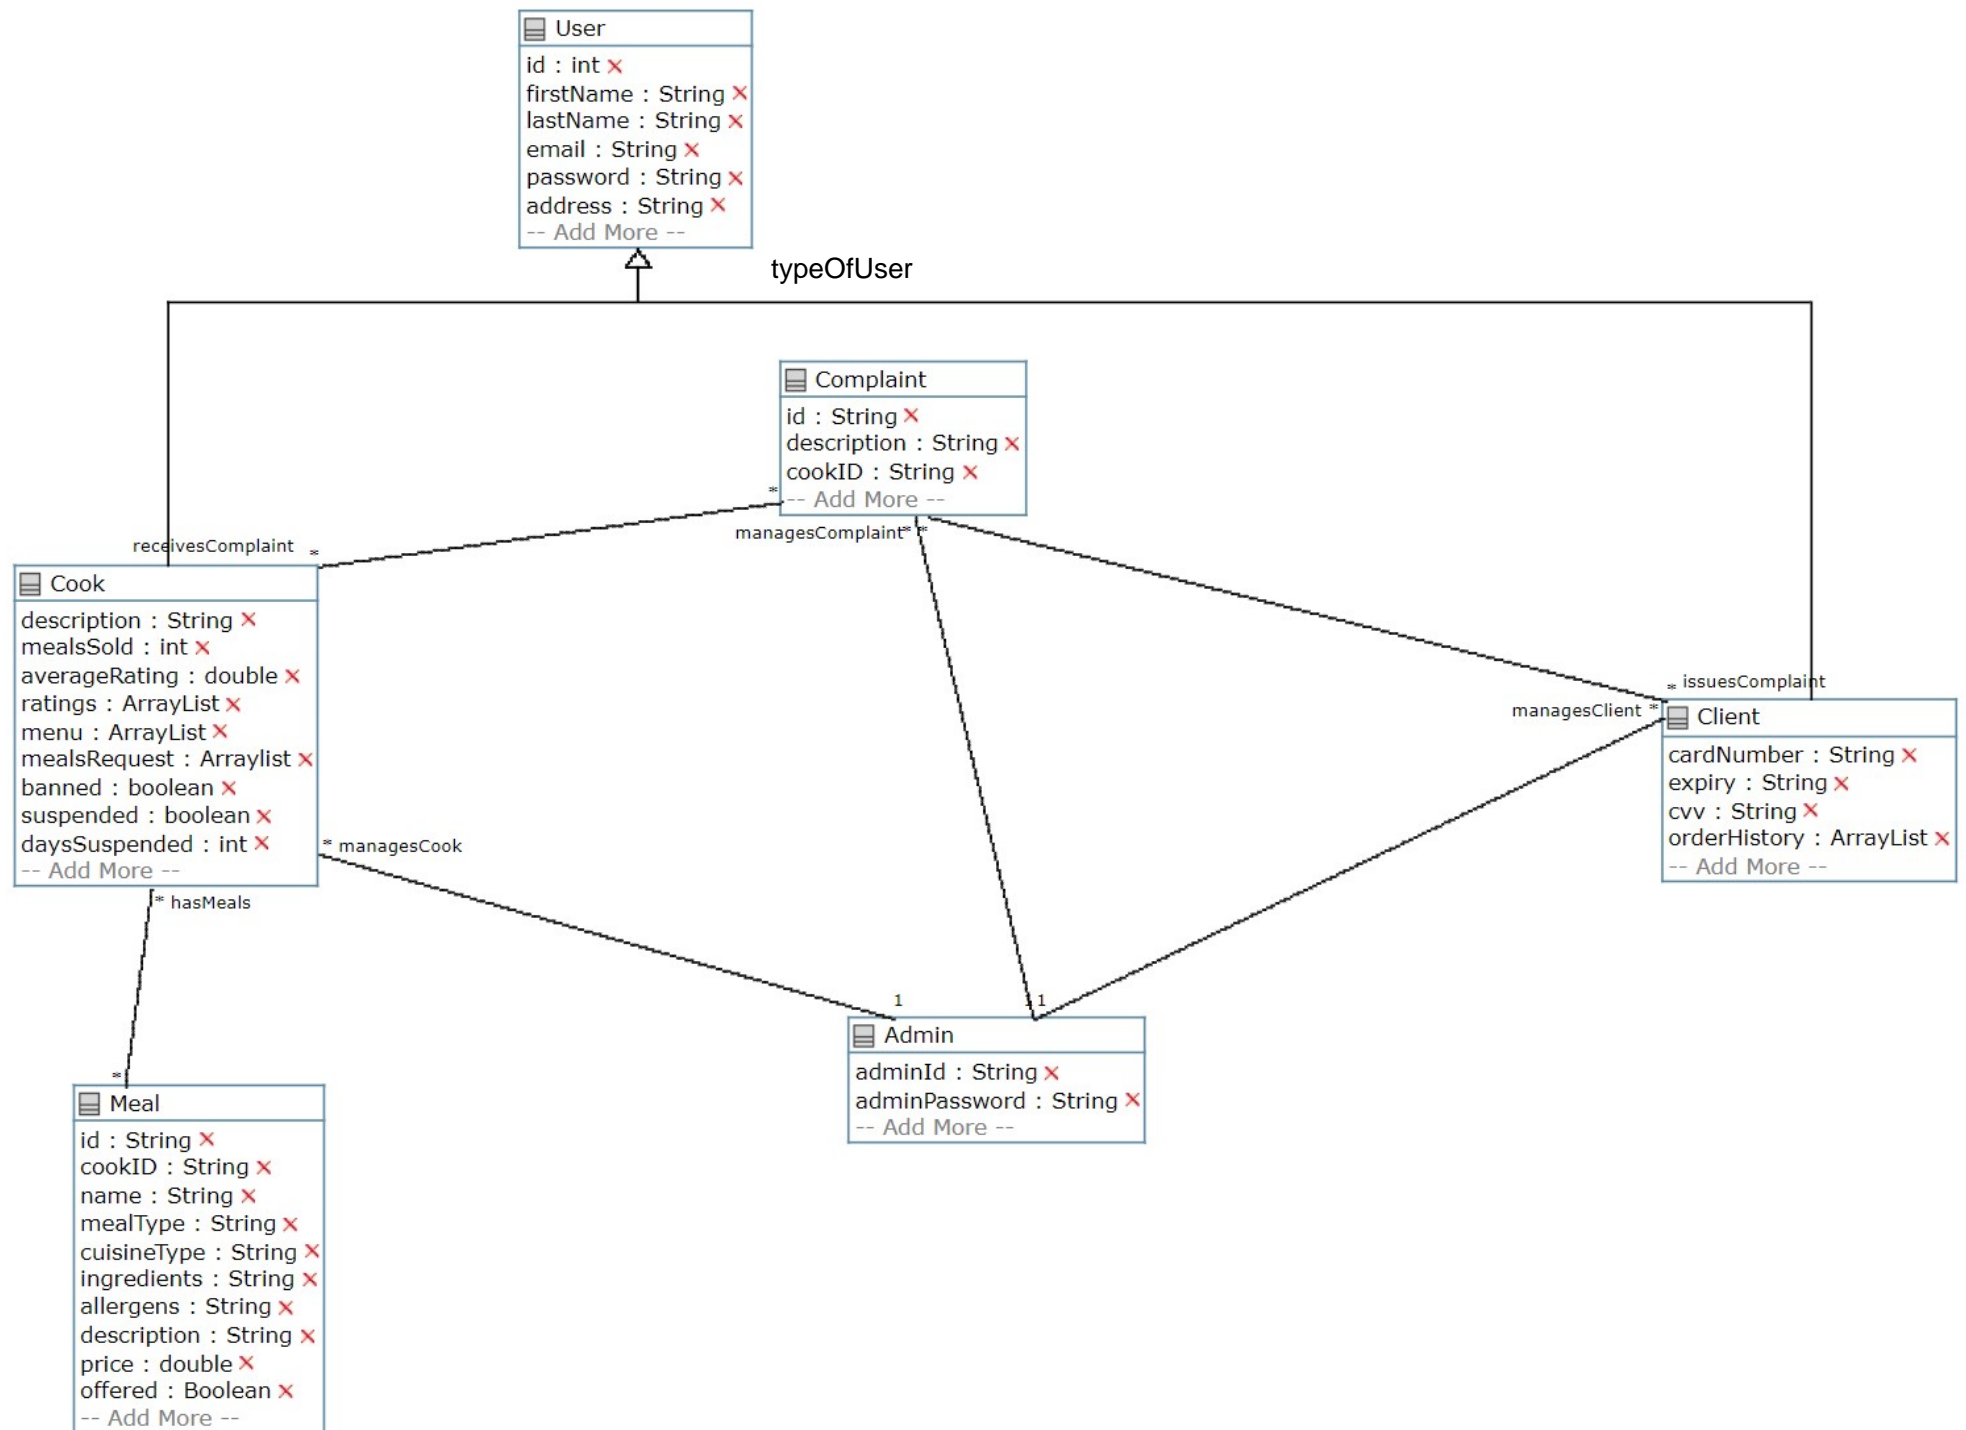 User
id : int
firstName : String
lastName : String
email : String
password : String
address : String
-- Add More --
typeOfUser
Complaint
id : String
description : String
cookID : String
-- Add More --
*
managesComplaint* *
receivesComplaint *
Cook
description : String
mealsSold : int
averageRating : double
ratings : ArrayList
menu : ArrayList
mealsRequest : Arraylist
banned : boolean
suspended : boolean
daysSuspended : int
-- Add More --
* issuesComplaint
managesClient *
Client
cardNumber : String
expiry : String
cvv : String
orderHistory : ArrayList
-- Add More --
* managesCook
* hasMeals
1
1 1
Admin
adminId : String
adminPassword : String
-- Add More --
*
Meal
id : String
cookID : String
name : String
mealType : String
cuisineType : String
ingredients : String
allergens : String
description : String
price : double
offered : Boolean
-- Add More --